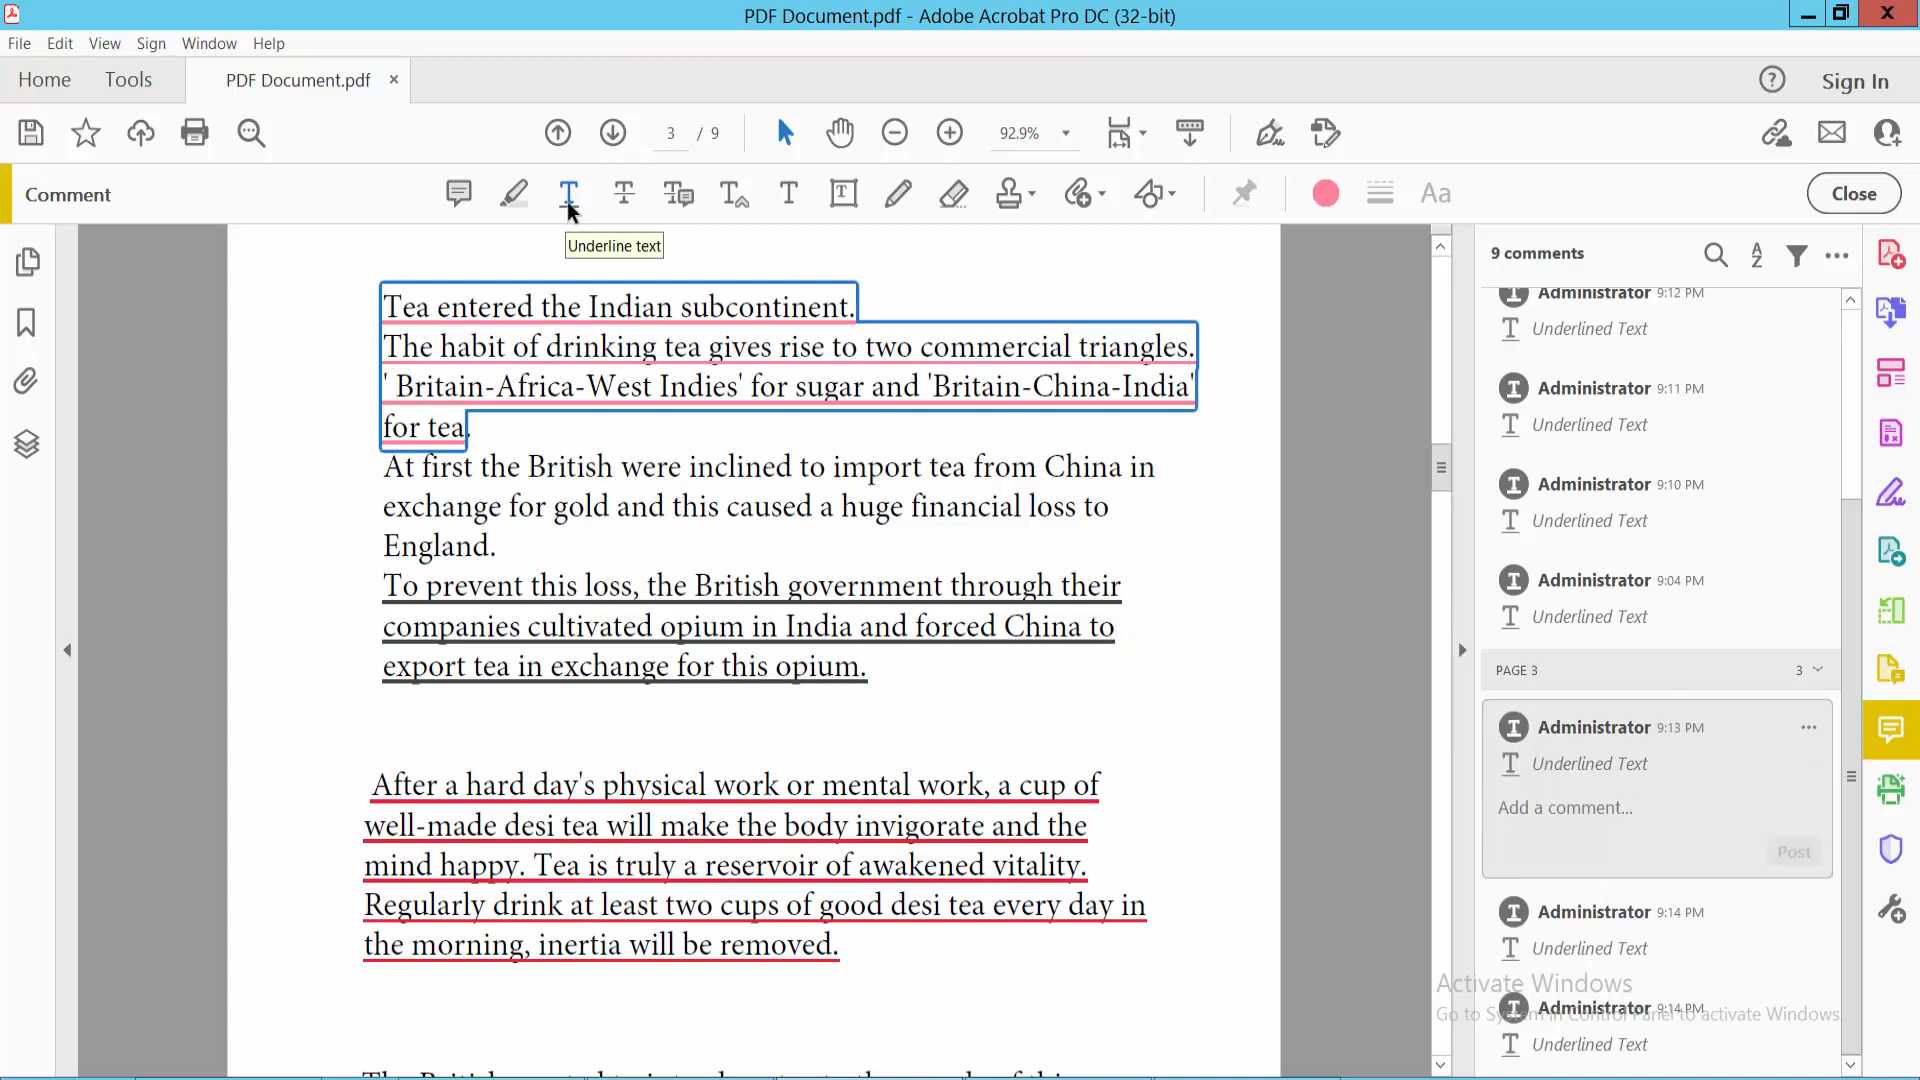 PDF Document.pdf - Adobe Acrobat Pro DC (32-bit)
File Edit View Sign Window Help
Home Tools PDF Document.pdf × Sign In
3 / 9 92.9%
Comment Aa Close
Underline text
Tea entered the Indian subcontinent.
The habit of drinking tea gives rise to two commercial triangles.
' Britain-Africa-West Indies' for sugar and 'Britain-China-India'
for tea.
At first the British were inclined to import tea from China in
exchange for gold and this caused a huge financial loss to
England.
To prevent this loss, the British government through their
companies cultivated opium in India and forced China to
export tea in exchange for this opium.
After a hard day's physical work or mental work, a cup of
well-made desi tea will make the body invigorate and the
mind happy. Tea is truly a reservoir of awakened vitality.
Regularly drink at least two cups of good desi tea every day in
the morning, inertia will be removed.
9 comments
Administrator 9:12 PM
Underlined Text
Administrator 9:11 PM
Underlined Text
Administrator 9:10 PM
Underlined Text
Administrator 9:04 PM
Underlined Text
PAGE 3 3
Administrator 9:13 PM
Underlined Text
Add a comment...
Post
Administrator 9:14 PM
Underlined Text
Activate Windows
Administrator 9:14 PM
Go to System in Control Panel to activate Windows.
Underlined Text